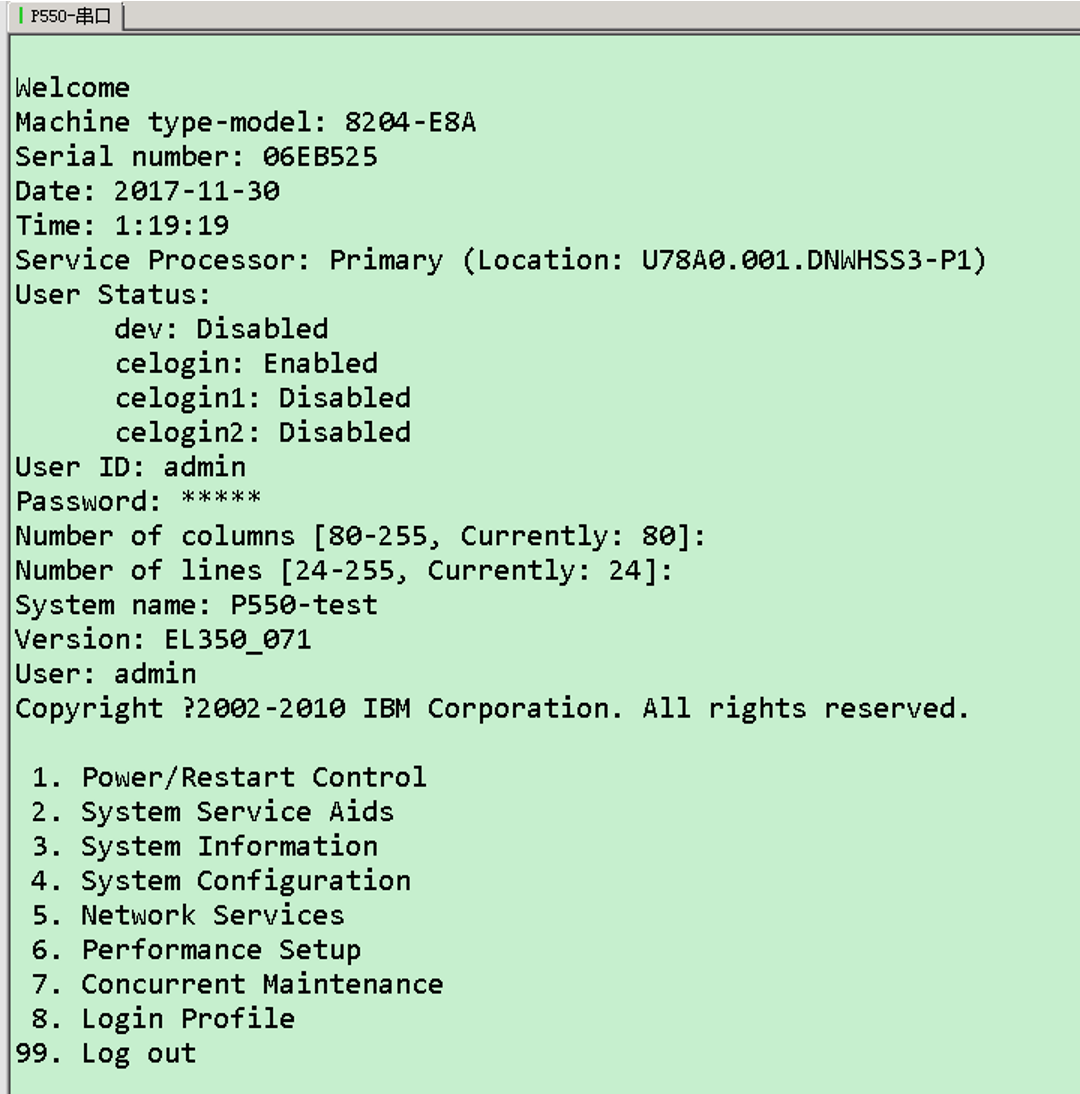 P550-串口
Welcome
Machine type-model: 8204-E8A
Serial number: 06EB525
Date: 2017-11-30
Time: 1:19:19
Service Processor: Primary (Location: U78A0.001.DNWHSS3-P1)
User Status:
dev: Disabled
celogin: Enabled
celogin1: Disabled
celogin2: Disabled
User ID: admin
Password: *****
Number of columns [80-255, Currently: 80]:
Number of lines [24-255, Currently: 24]:
System name: P550-test
Version: EL350_071
User: admin
Copyright ?2002-2010 IBM Corporation. All rights reserved.
1. Power/Restart Control
2. System Service Aids
3. System Information
4. System Configuration
5. Network Services
6. Performance Setup
7. Concurrent Maintenance
8. Login Profile
99. Log out